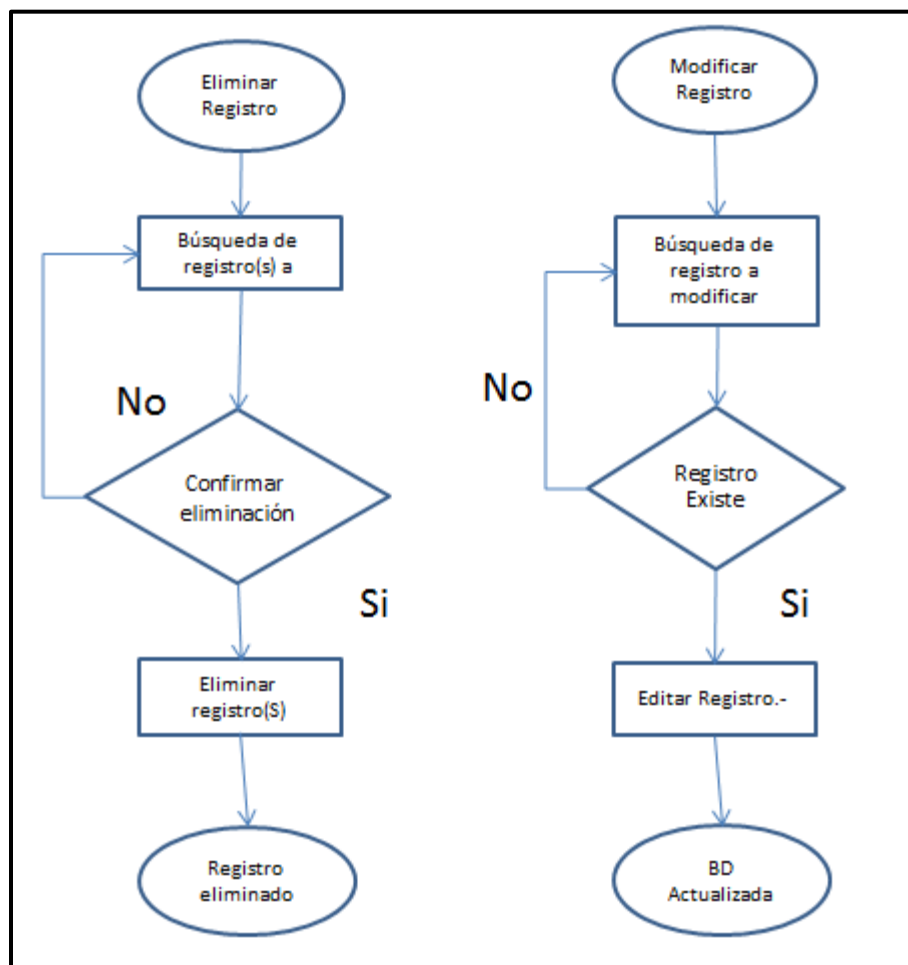 Eliminar
Registro
Búsqueda de
registro(s) a
No
Confirmar
eliminación
Si
Eliminar
registro(S)
Registro
eliminado
Modificar
Registro
Búsqueda de
registro a
modificar
No
Registro
Existe
Si
Editar Registro.-
BD
Actualizada